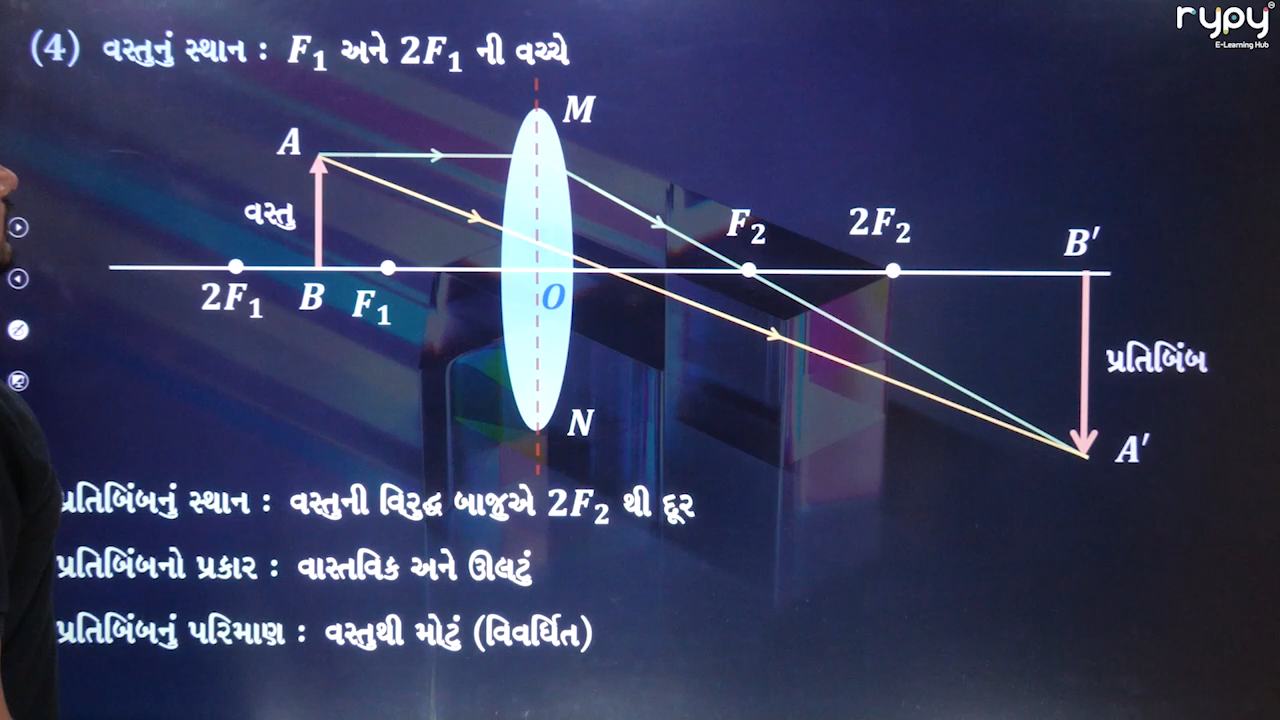 rypy
E-Learning Hub
(4) વસ્તુનું સ્થાન : F₁ અને 2F₁ ની વચ્ચે
M
A
વસ્તુ
F₂
2F₂
B′
2F₁
B
F₁
O
પ્રતિબિંબ
N
A′
પ્રતિબિંબનું સ્થાન : વસ્તુની વિરુદ્ધ બાજુએ 2F₂ થી દૂર
પ્રતિબિંબનો પ્રકાર : વાસ્તવિક અને ઊલટું
પ્રતિબિંબનું પરિમાણ : વસ્તુથી મોટું (વિવર્ધિત)